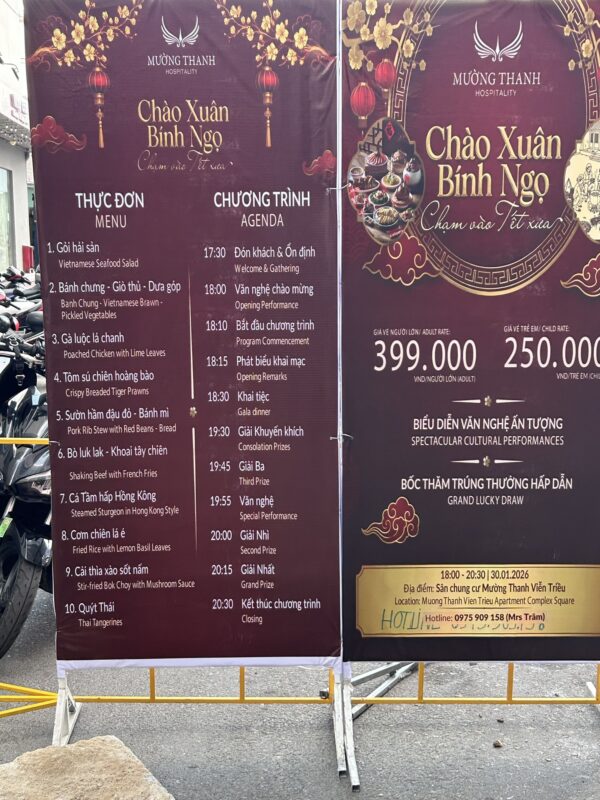 MƯỜNG THANH
HOSPITALITY
Chào Xuân
Bính Ngọ
Chạm vào Tết xưa
THỰC ĐƠN
MENU
1. Gỏi hải sản
Vietnamese Seafood Salad
2. Bánh chưng - Giò thủ - Dưa góp
Banh Chung - Vietnamese Brawn -
Pickled Vegetables
3. Gà luộc lá chanh
Poached Chicken with Lime Leaves
4. Tôm sú chiên hoàng bào
Crispy Breaded Tiger Prawns
5. Sườn hầm đậu đỏ - Bánh mì
Pork Rib Stew with Red Beans - Bread
6. Bò luk lak - Khoai tây chiên
Shaking Beef with French Fries
7. Cá Tầm hấp Hồng Kông
Steamed Sturgeon in Hong Kong Style
8. Cơm chiên lá é
Fried Rice with Lemon Basil Leaves
9. Cải thìa xào sốt nấm
Stir-fried Bok Choy with Mushroom Sauce
10. Quýt Thái
Thai Tangerines
CHƯƠNG TRÌNH
AGENDA
17:30 Đón khách & Ổn định
Welcome & Gathering
18:00 Văn nghệ chào mừng
Opening Performance
18:10 Bắt đầu chương trình
Program Commencement
18:15 Phát biểu khai mạc
Opening Remarks
18:30 Khai tiệc
Gala dinner
19:30 Giải Khuyến khích
Consolation Prizes
19:45 Giải Ba
Third Prize
19:55 Văn nghệ
Special Performance
20:00 Giải Nhì
Second Prize
20:15 Giải Nhất
Grand Prize
20:30 Kết thúc chương trình
Closing
MƯỜNG THANH
HOSPITALITY
Chào Xuân
Bính Ngọ
Chạm vào Tết xưa
GIÁ VÉ NGƯỜI LỚN/ ADULT RATE:
399.000
VND/NGƯỜI LỚN (ADULT)
GIÁ VÉ TRẺ EM/ CHILD RATE:
250.000
VND/TRẺ EM (CHI
BIỂU DIỄN VĂN NGHỆ ẤN TƯỢNG
SPECTACULAR CULTURAL PERFORMANCES
BỐC THĂM TRÚNG THƯỞNG HẤP DẪN
GRAND LUCKY DRAW
18:00 - 20:30 | 30.01.2026
Địa điểm: Sân chung cư Mường Thanh Viễn Triều
Location: Muong Thanh Vien Trieu Apartment Complex Square
HOTLINE
Hotline: 0975 909 158 (Mrs Trâm)